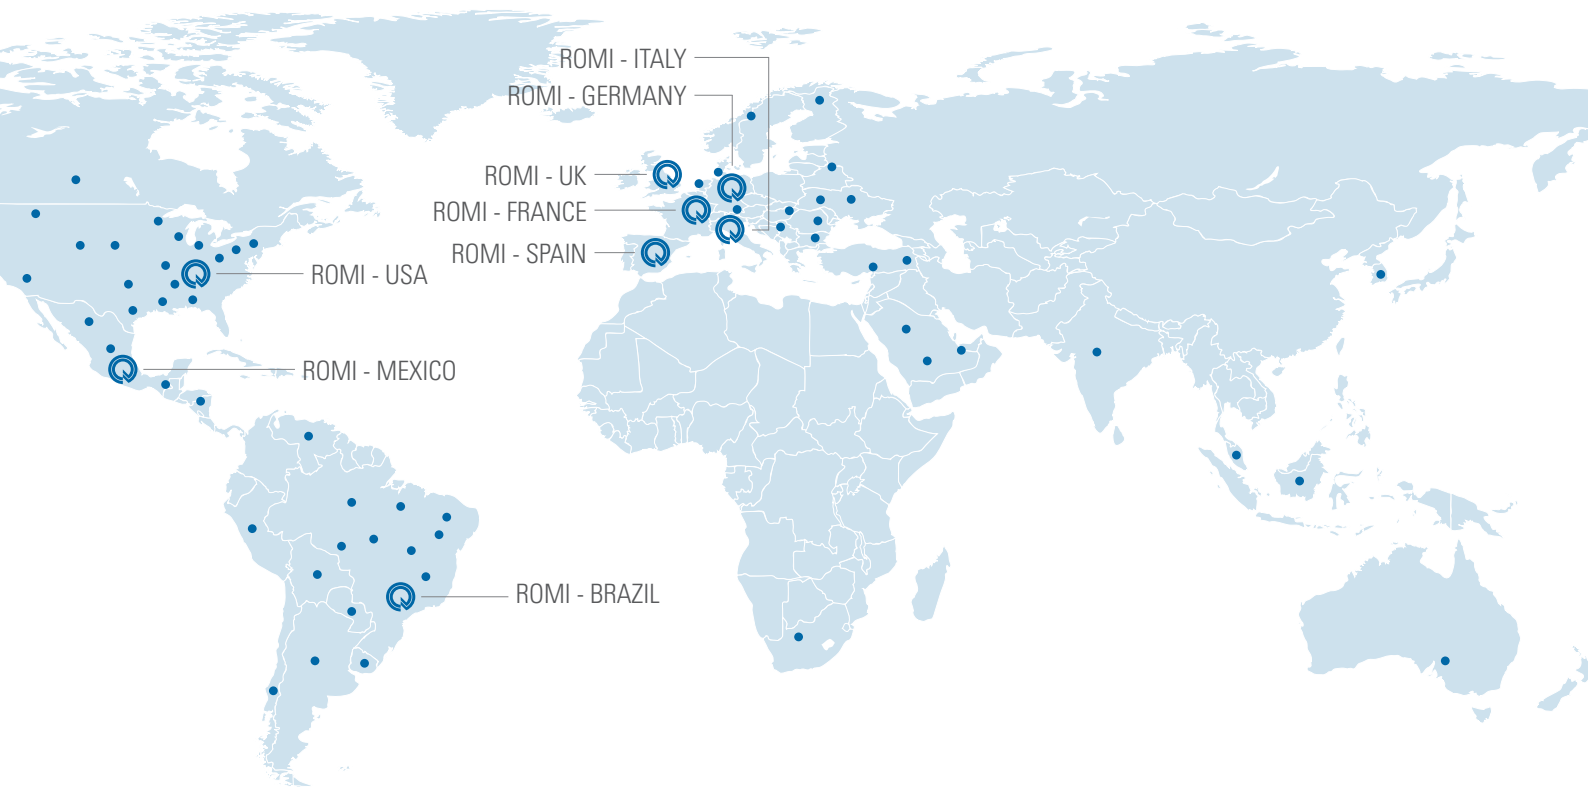 ROMI - ITALY
ROMI - GERMANY
ROMI - UK
ROMI - FRANCE
ROMI - SPAIN
ROMI - USA
ROMI - MEXICO
ROMI - BRAZIL